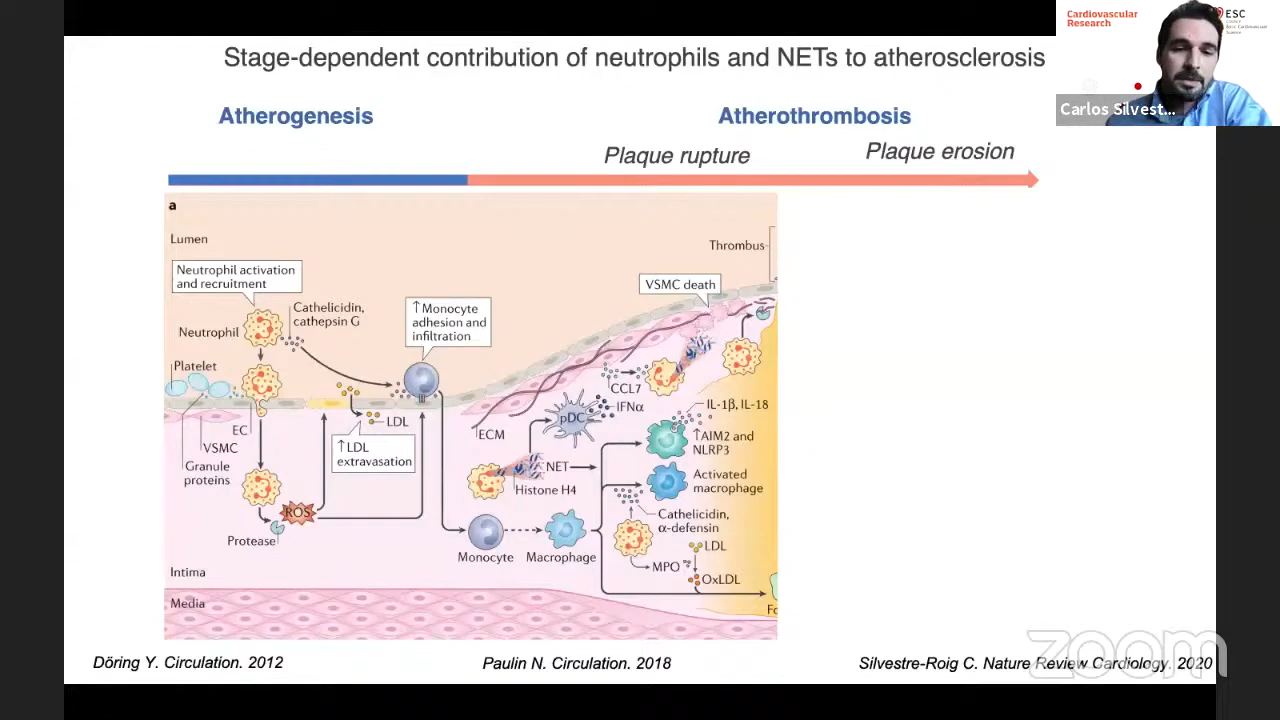 Cardiovascular
Research
ESC
Stage-dependent contribution of neutrophils and NETs to atherosclerosis
Carlos Silvest...
Atherogenesis
Atherothrombosis
Plaque rupture
Plaque erosion
a
Lumen
Thrombus
Neutrophil activation
and recruitment
VSMC death
Cathelicidin,
cathepsin G
↑Monocyte
adhesion and
infiltration
Neutrophil
Platelet
CCL7
IFNα
IL-1β, IL-18
pDC
LDL
EC
ECM
↑AIM2 and
NLRP3
VSMC
↑LDL
extravasation
Granule
proteins
NET
Histone H4
Activated
macrophage
ROS
Cathelicidin,
α-defensin
Protease
Monocyte
Macrophage
LDL
MPO
OxLDL
Intima
Media
Fo
Döring Y. Circulation. 2012
Paulin N. Circulation. 2018
Silvestre-Roig C. Nature Review Cardiology. 2020
zoom